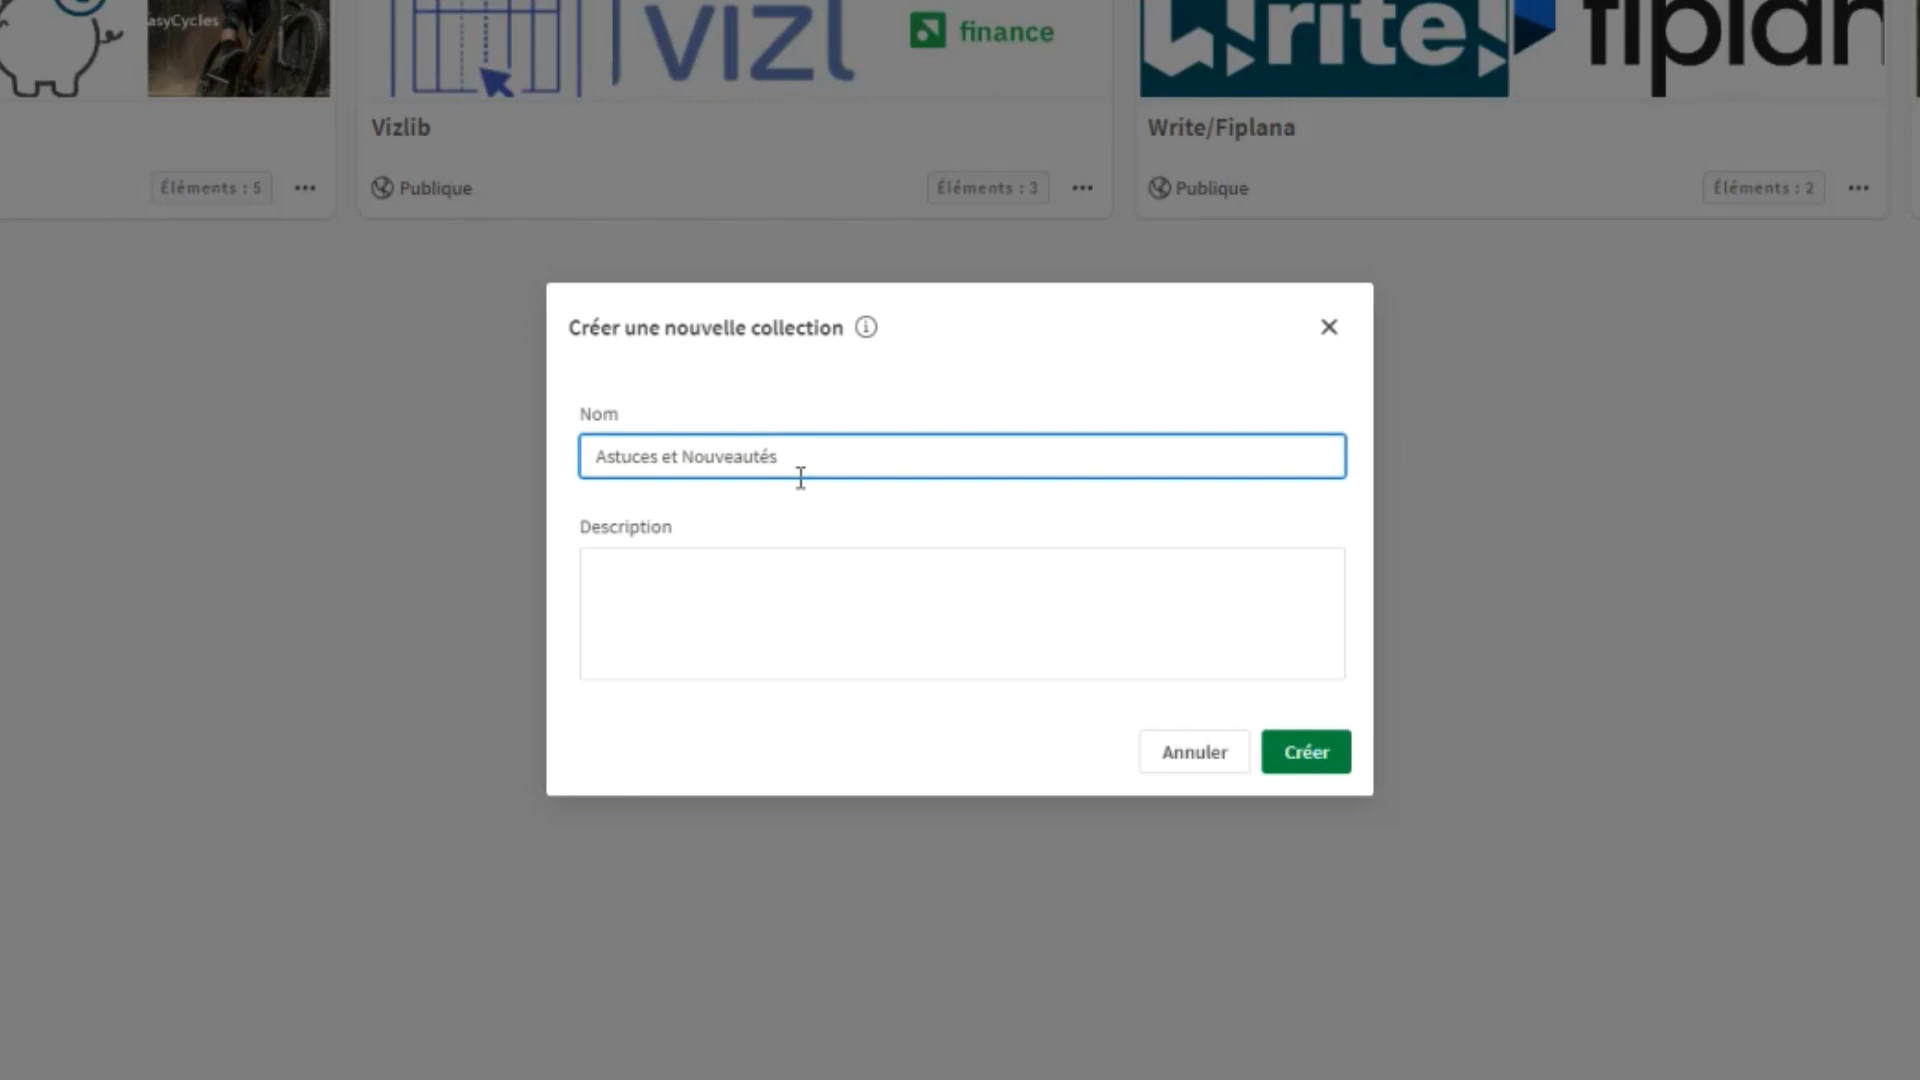 asyCycles
VIZL
finance
Write!
fiplan
Vizlib
Write/Fiplana
Éléments : 5
Publique
Éléments : 3
Publique
Éléments : 2
Créer une nouvelle collection
Nom
Astuces et Nouveautés
Description
Annuler
Créer